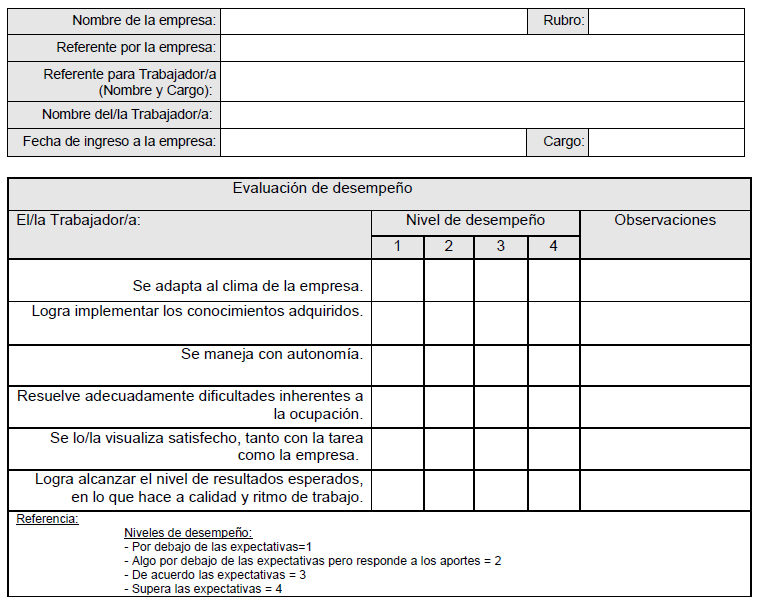 Nombre de la empresa: Rubro:
Referente por la empresa:
Referente para Trabajador/a
(Nombre y Cargo):
Nombre del/la Trabajador/a:
Fecha de ingreso a la empresa: Cargo:
Evaluación de desempeño
El/la Trabajador/a: Nivel de desempeño Observaciones
1 2 3 4
Se adapta al clima de la empresa.
Logra implementar los conocimientos adquiridos.
Se maneja con autonomía.
Resuelve adecuadamente dificultades inherentes a
la ocupación.
Se lo/la visualiza satisfecho, tanto con la tarea
como la empresa.
Logra alcanzar el nivel de resultados esperados,
en lo que hace a calidad y ritmo de trabajo.
Referencia:
Niveles de desempeño:
- Por debajo de las expectativas=1
- Algo por debajo de las expectativas pero responde a los aportes = 2
- De acuerdo las expectativas = 3
- Supera las expectativas = 4